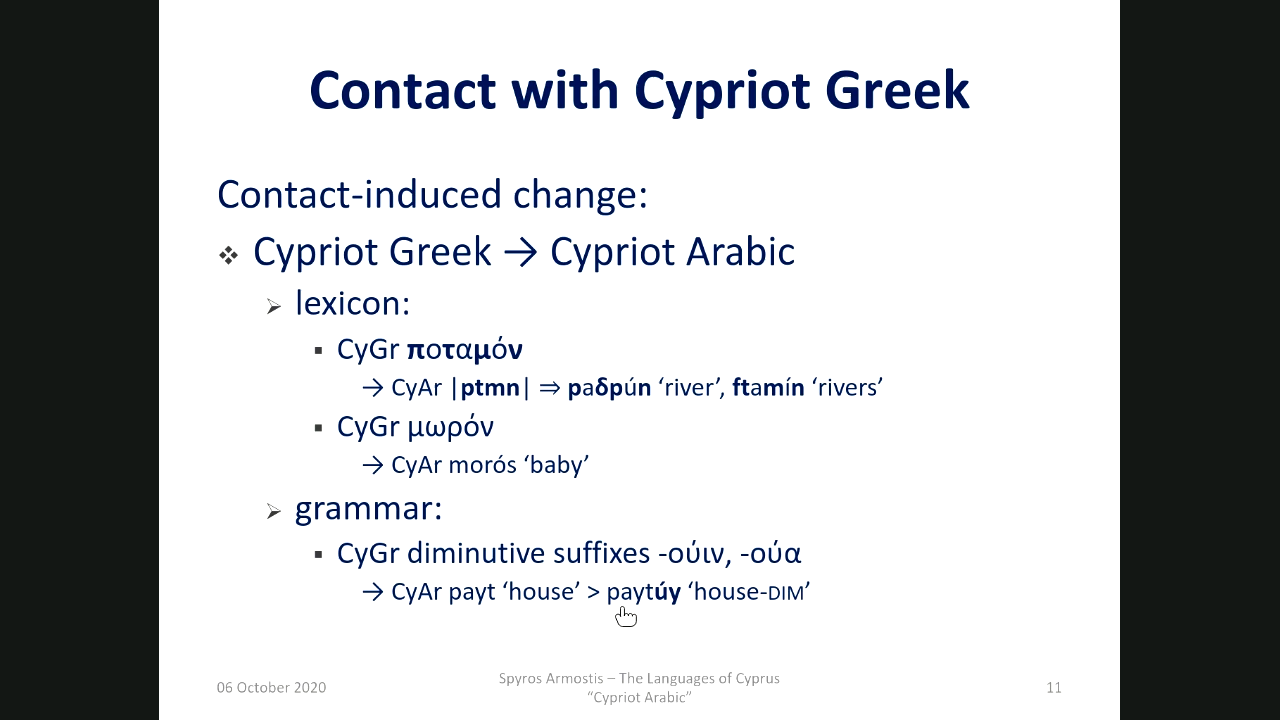 Contact with Cypriot Greek
Contact-induced change:
❖ Cypriot Greek → Cypriot Arabic
➢ lexicon:
▪ CyGr ποταμόν
→ CyAr |ptmn| ⇒ paδpún ‘river’, ftamín ‘rivers’
▪ CyGr μωρόν
→ CyAr morós ‘baby’
➢ grammar:
▪ CyGr diminutive suffixes -ούιν, -ούα
→ CyAr payt ‘house’ > paytúy ‘house-DIM’
06 October 2020
Spyros Armostis – The Languages of Cyprus
“Cypriot Arabic”
11